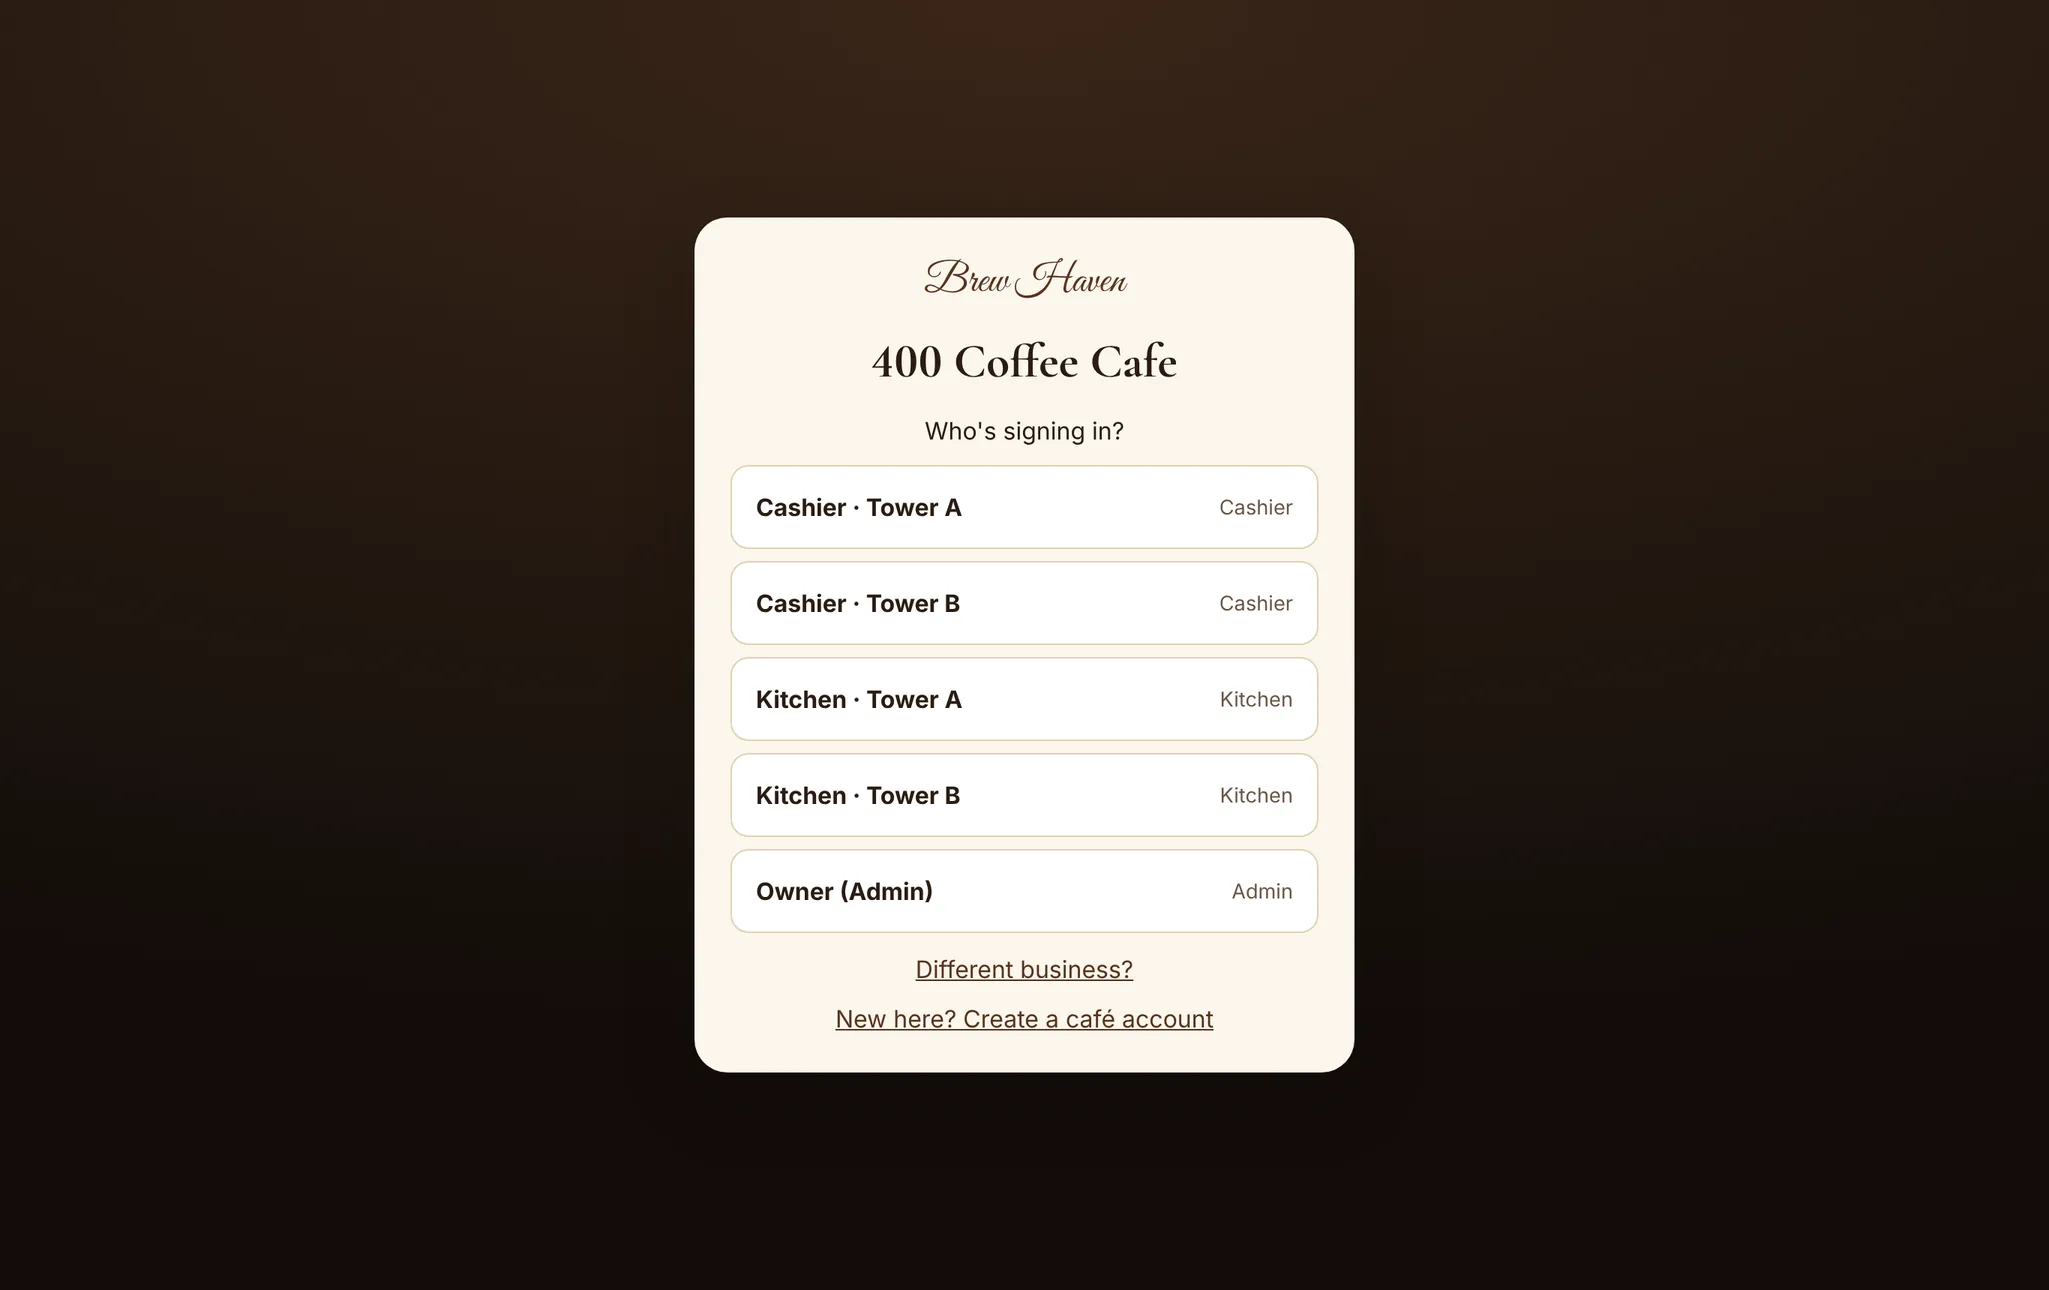 Brew Haven
400 Coffee Cafe
Who's signing in?
Cashier · Tower A Cashier
Cashier · Tower B Cashier
Kitchen · Tower A Kitchen
Kitchen · Tower B Kitchen
Owner (Admin) Admin
Different business?
New here? Create a café account